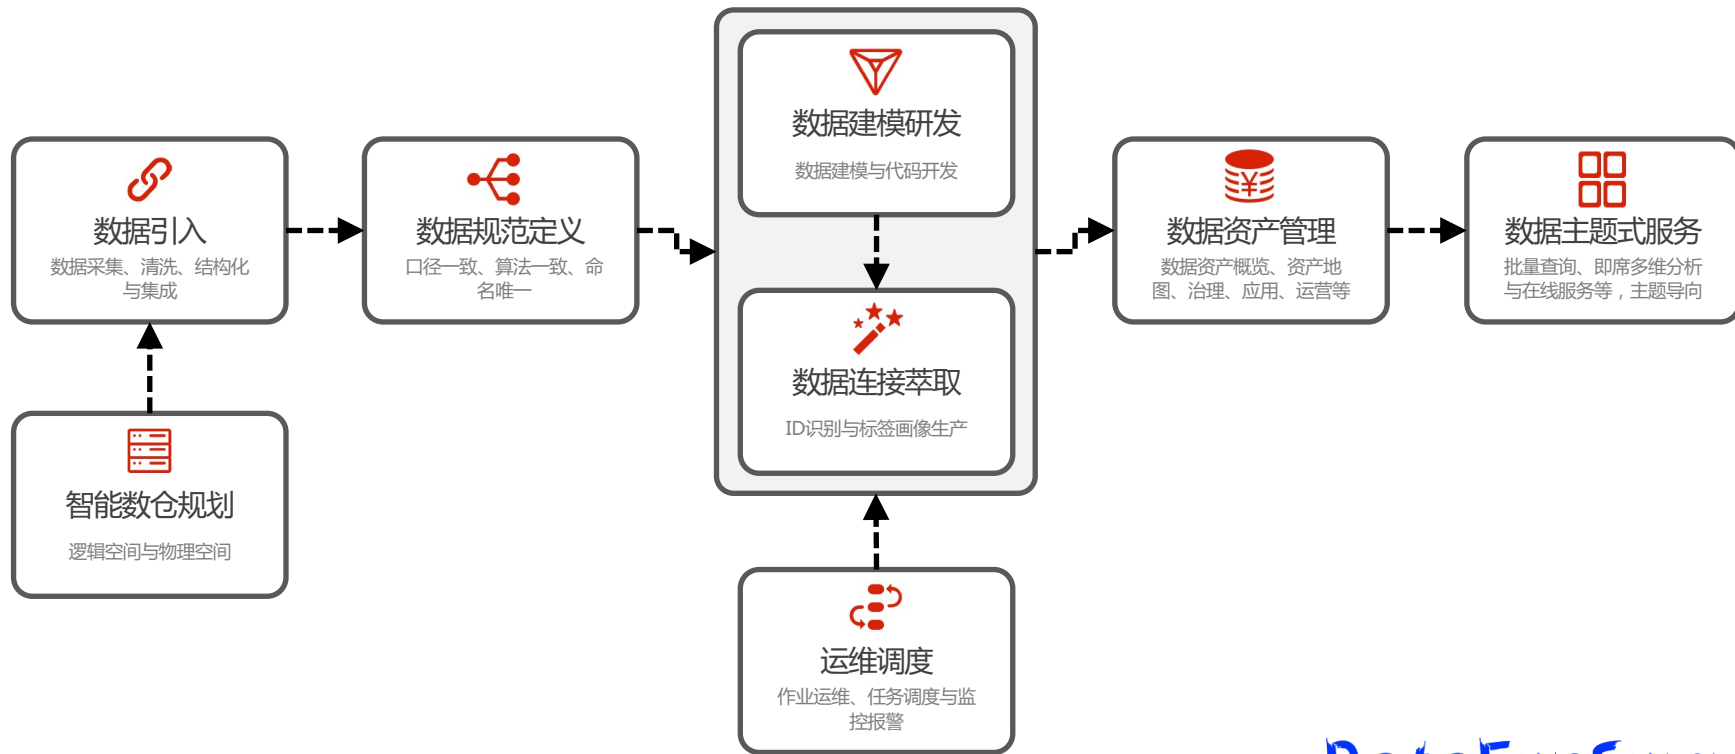 数据建模研发
数据建模与代码开发
数据引入
数据采集、清洗、结构化
与集成
数据规范定义
口径一致、算法一致、命
名唯一
数据资产管理
数据资产概览、资产地
图、治理、应用、运营等
数据主题式服务
批量查询、即席多维分析
与在线服务等，主题导向
数据连接萃取
ID识别与标签画像生产
智能数仓规划
逻辑空间与物理空间
运维调度
作业运维、任务调度与监
控报警